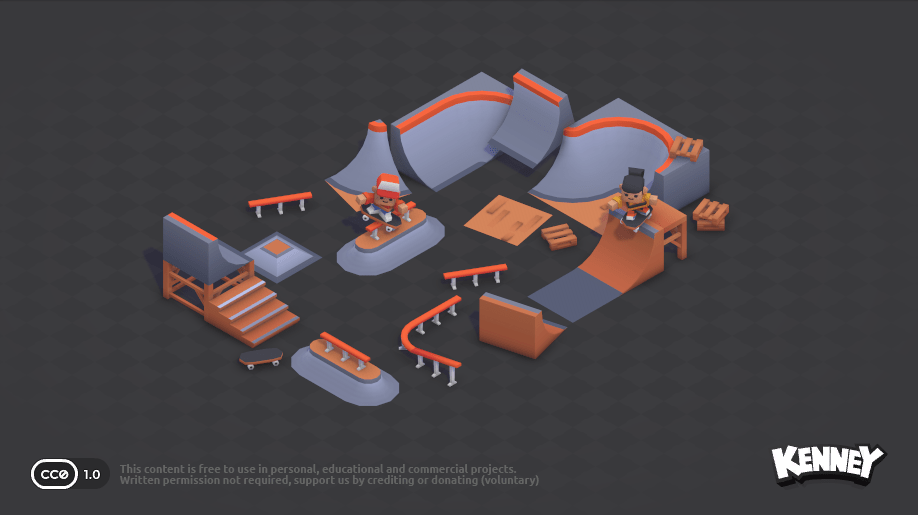 CC0 1.0
This content is free to use in personal, educational and commercial projects.
Written permission not required, support us by crediting or donating (voluntary)
KENNEY